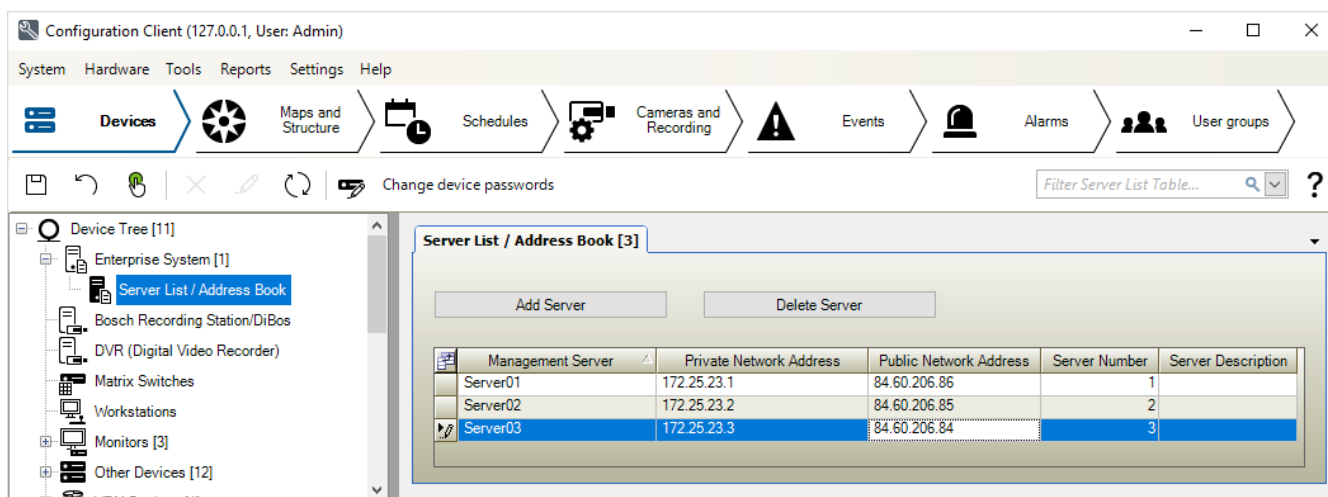 Configuration Client (127.0.0.1, User: Admin)
System Hardware Tools Reports Settings Help
Devices
Maps and
Structure
Schedules
Cameras and
Recording
Events
Alarms
User groups
Change device passwords
Filter Server List Table...
?
Device Tree [11]
Enterprise System [1]
Server List / Address Book
Bosch Recording Station/DiBos
DVR (Digital Video Recorder)
Matrix Switches
Workstations
Monitors [3]
Other Devices [12]
Server List / Address Book [3]
Add Server Delete Server
Management Server Private Network Address Public Network Address Server Number Server Description
Server01 172.25.23.1 84.60.206.86 1
Server02 172.25.23.2 84.60.206.85 2
Server03 172.25.23.3 84.60.206.84 3